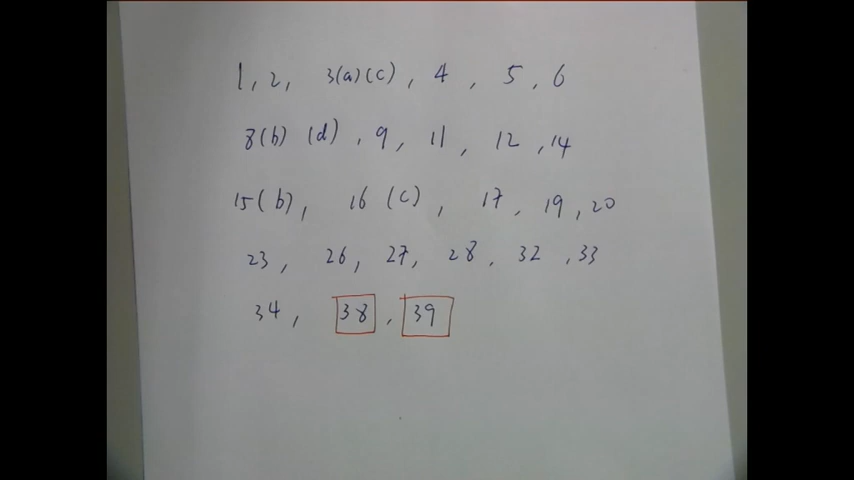 1, 2, 3(a)(c), 4, 5, 6
8(b) (d), 9, 11, 12, 14
15(b), 16 (c), 17, 19, 20
23, 26, 27, 28, 32, 33
34, 38, 39